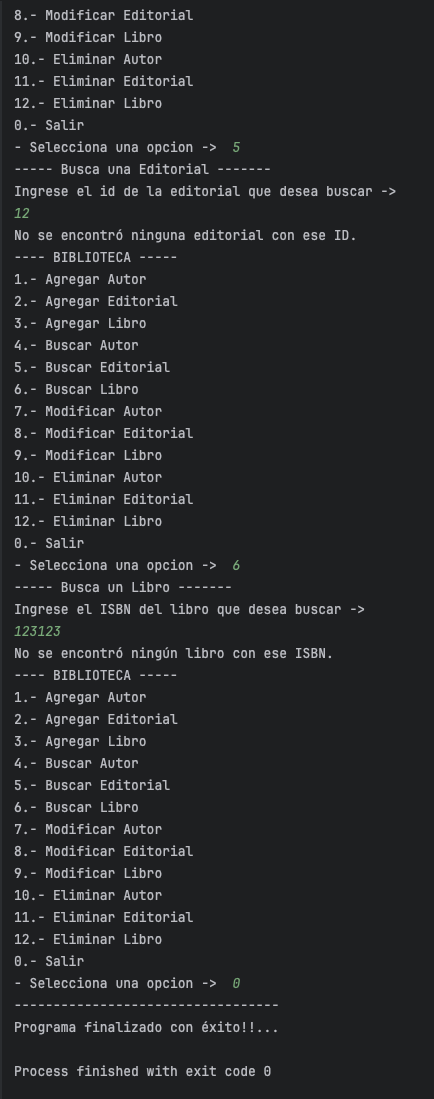 8.- Modificar Editorial
9.- Modificar Libro
10.- Eliminar Autor
11.- Eliminar Editorial
12.- Eliminar Libro
0.- Salir
- Selecciona una opcion ->  5
----- Busca una Editorial -------
Ingrese el id de la editorial que desea buscar ->
12
No se encontró ninguna editorial con ese ID.
---- BIBLIOTECA -----
1.- Agregar Autor
2.- Agregar Editorial
3.- Agregar Libro
4.- Buscar Autor
5.- Buscar Editorial
6.- Buscar Libro
7.- Modificar Autor
8.- Modificar Editorial
9.- Modificar Libro
10.- Eliminar Autor
11.- Eliminar Editorial
12.- Eliminar Libro
0.- Salir
- Selecciona una opcion ->  6
----- Busca un Libro -------
Ingrese el ISBN del libro que desea buscar ->
123123
No se encontró ningún libro con ese ISBN.
---- BIBLIOTECA -----
1.- Agregar Autor
2.- Agregar Editorial
3.- Agregar Libro
4.- Buscar Autor
5.- Buscar Editorial
6.- Buscar Libro
7.- Modificar Autor
8.- Modificar Editorial
9.- Modificar Libro
10.- Eliminar Autor
11.- Eliminar Editorial
12.- Eliminar Libro
0.- Salir
- Selecciona una opcion ->  0
----------------------------------
Programa finalizado con éxito!!...
Process finished with exit code 0